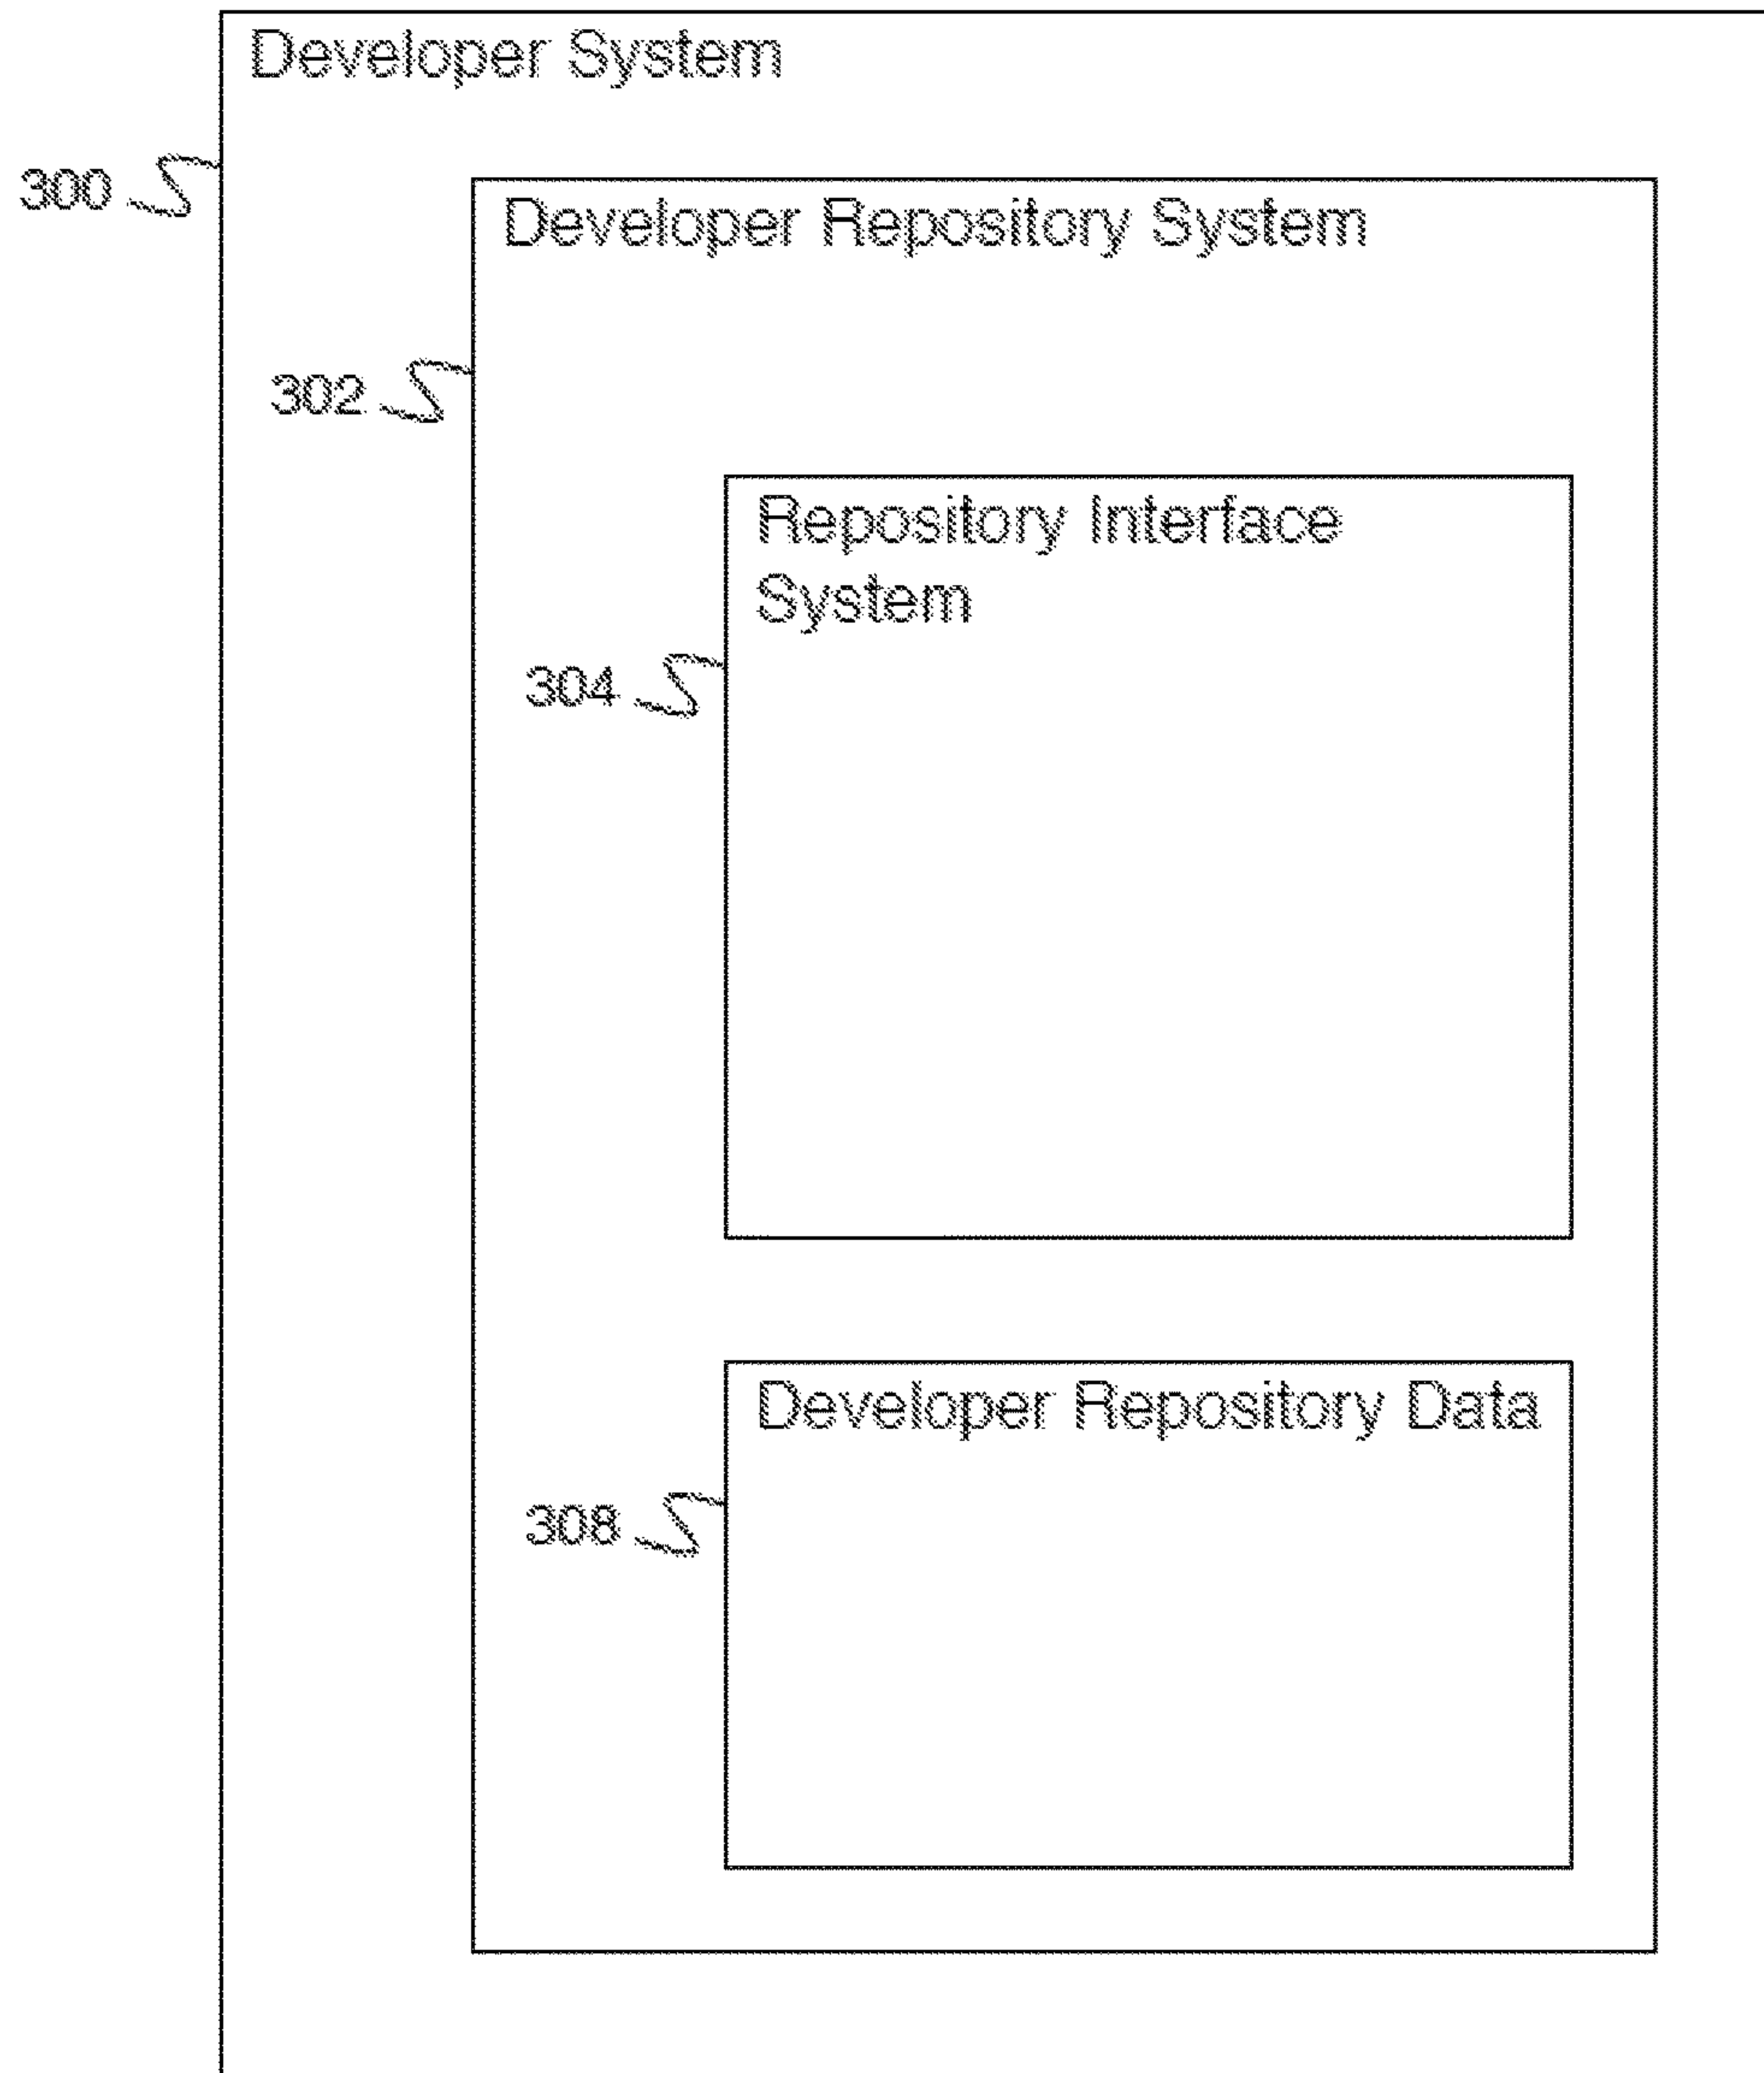 Developer System
300
Developer Repository System
302
Repository Interface
System
304
Developer Repository Data
308